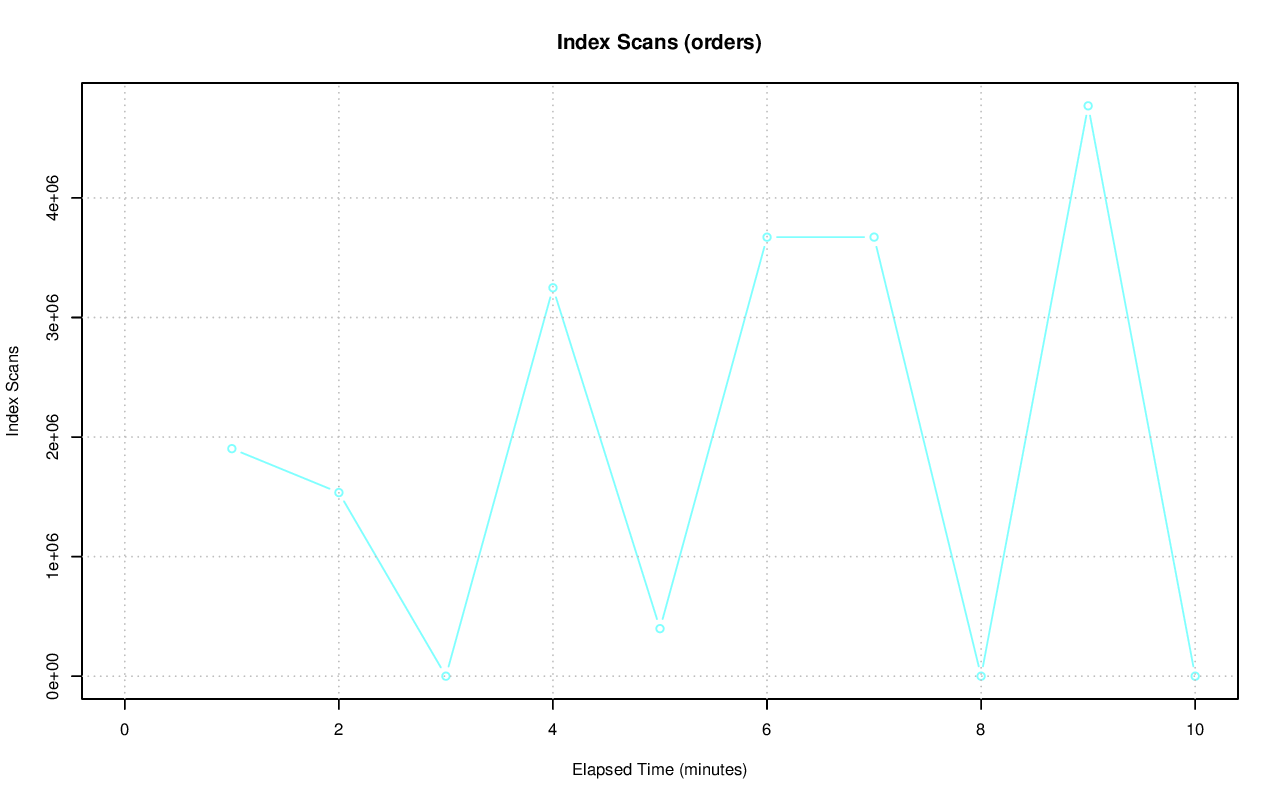 Index Scans (orders)
Index Scans
4e+06
3e+06
2e+06
1e+06
0e+00
0 2 4 6 8 10
Elapsed Time (minutes)